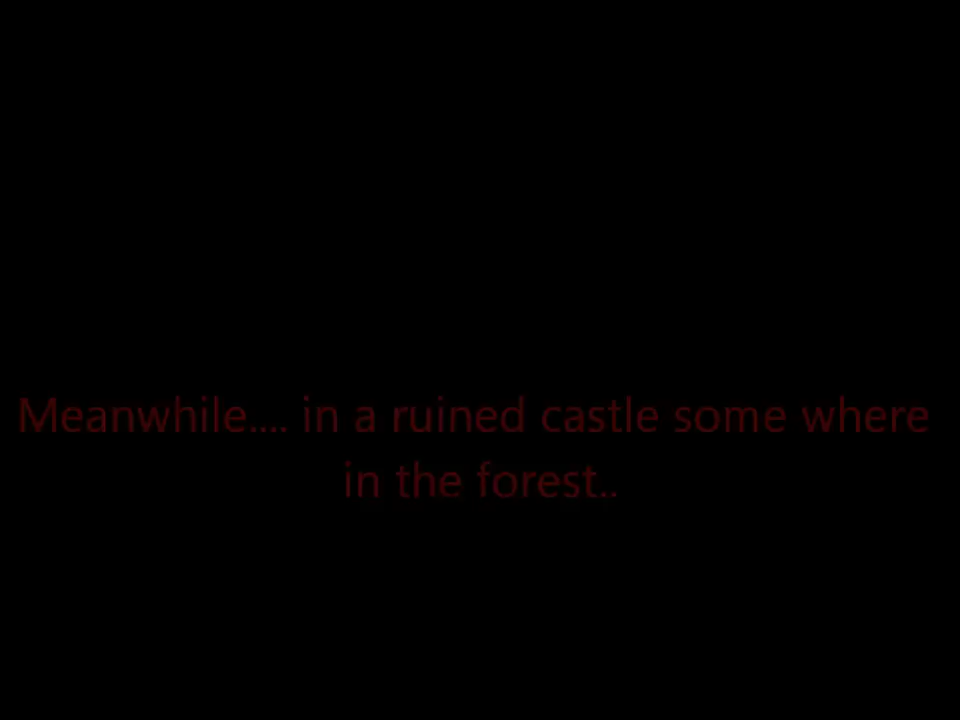 Meanwhile.... in a ruined castle some where
in the forest..